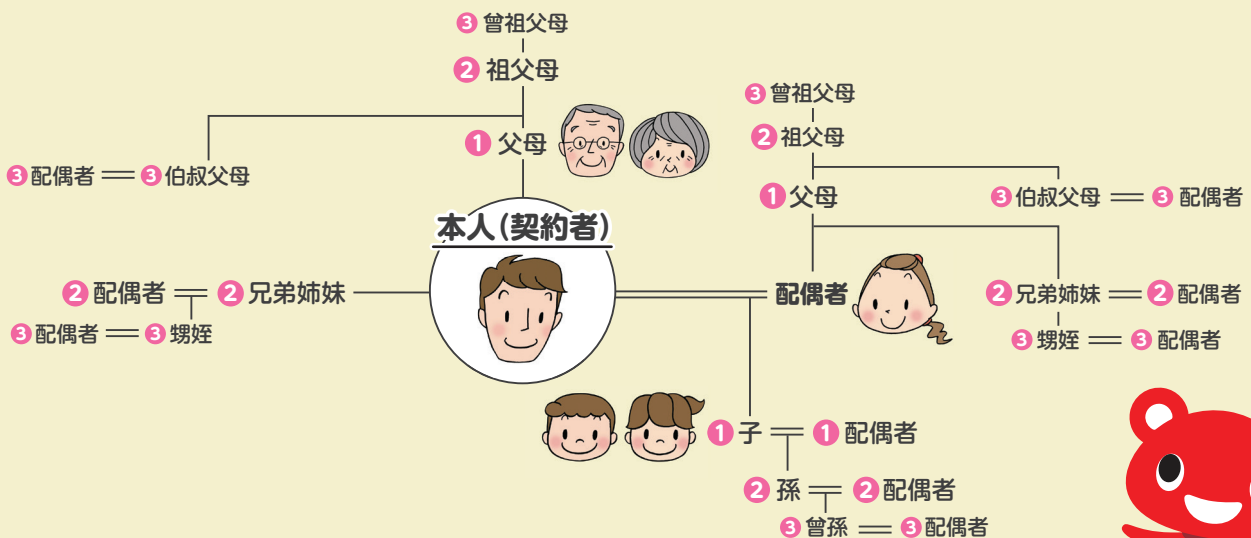 ❸曾祖父母
❷祖父母
❶父母
❸配偶者 ❸伯叔父母
本人(契約者)
❷配偶者 ❷兄弟姉妹
❸配偶者 ❸甥姪
❸曾祖父母
❷祖父母
❶父母
❸伯叔父母 ❸配偶者
配偶者
❷兄弟姉妹 ❷配偶者
❸甥姪 ❸配偶者
❶子 ❶配偶者
❷孫 ❷配偶者
❸曾孫 ❸配偶者